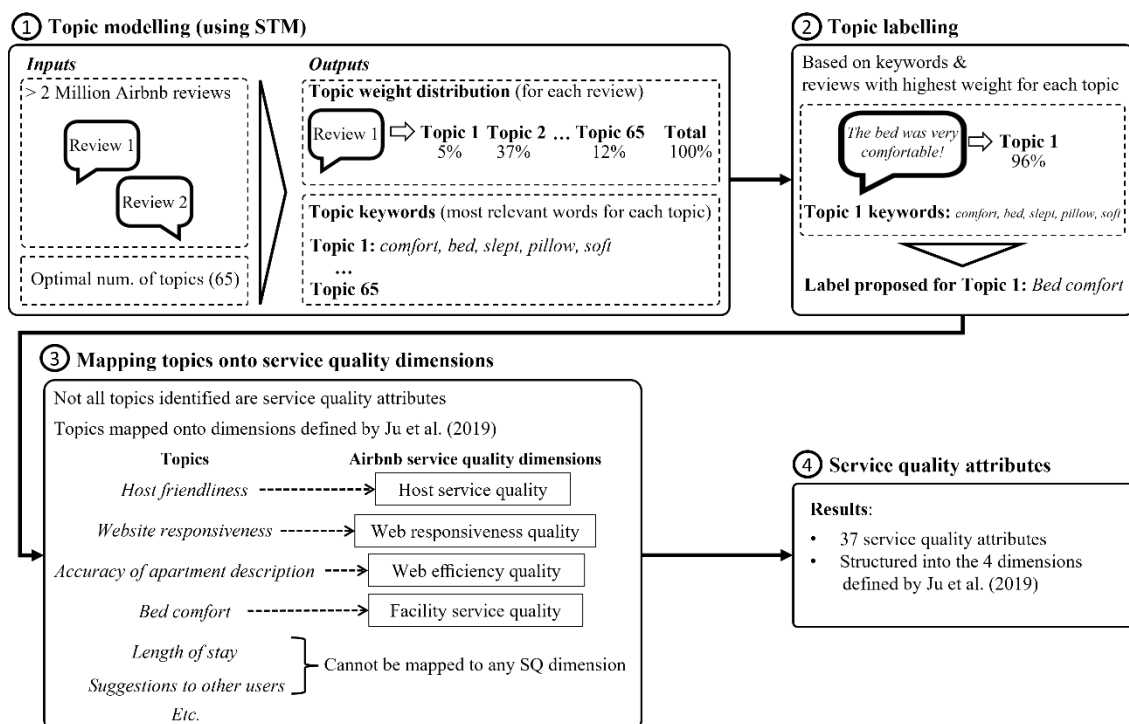 1 Topic modelling (using STM)
Inputs
> 2 Million Airbnb reviews
Review 1
Review 2
Optimal num. of topics (65)
Outputs
Topic weight distribution (for each review)
Review 1
Topic 1 Topic 2 … Topic 65 Total
5% 37% 12% 100%
Topic keywords (most relevant words for each topic)
Topic 1: comfort, bed, slept, pillow, soft
…
Topic 65
2 Topic labelling
Based on keywords &
reviews with highest weight for each topic
The bed was very
comfortable!
Topic 1
96%
Topic 1 keywords: comfort, bed, slept, pillow, soft
Label proposed for Topic 1: Bed comfort
3 Mapping topics onto service quality dimensions
Not all topics identified are service quality attributes
Topics mapped onto dimensions defined by Ju et al. (2019)
Topics Airbnb service quality dimensions
Host friendliness Host service quality
Website responsiveness Web responsiveness quality
Accuracy of apartment description Web efficiency quality
Bed comfort Facility service quality
Length of stay
Cannot be mapped to any SQ dimension
Suggestions to other users
Etc.
4 Service quality attributes
Results:
• 37 service quality attributes
• Structured into the 4 dimensions
defined by Ju et al. (2019)